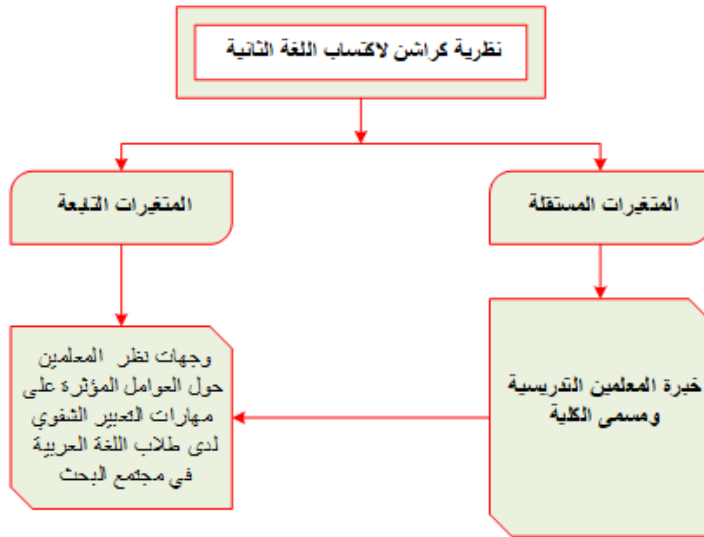 نظرية كراشن لاكتساب اللغة الثانية
المتغيرات المستقلة
المتغيرات التابعة
خبرة المعلمين التدريسية
ومسمى الكلية
وجهات نظر المعلمين
حول العوامل المؤثرة على
مهارات التعبير الشفوي
لدى طلاب اللغة العربية
في مجتمع البحث